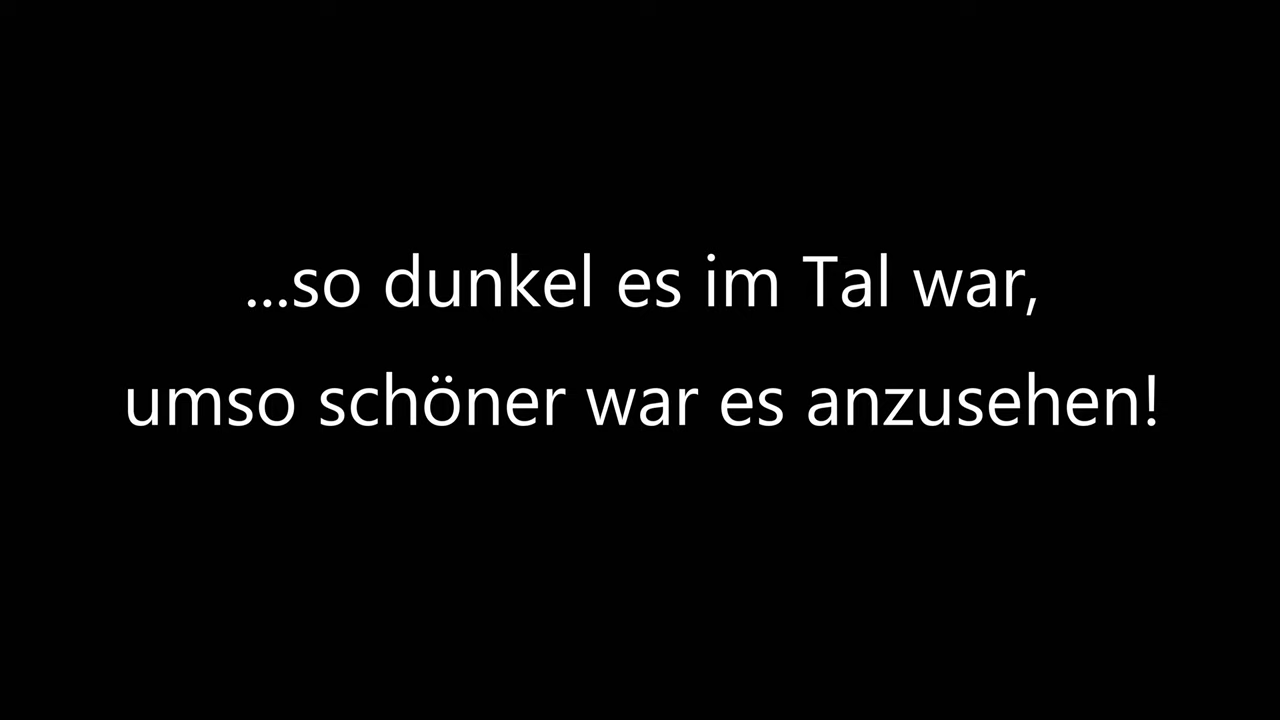 ...so dunkel es im Tal war,
umso schöner war es anzusehen!